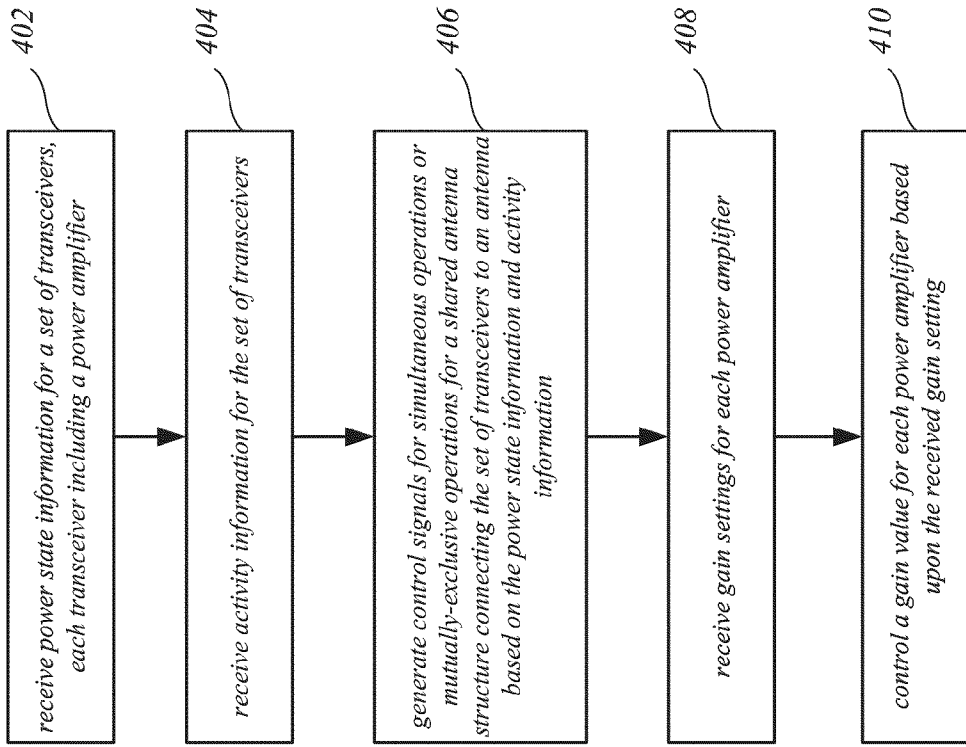 402
receive power state information for a set of transceivers,
each transceiver including a power amplifier
404
receive activity information for the set of transceivers
406
generate control signals for simultaneous operations or
mutually-exclusive operations for a shared antenna
structure connecting the set of transceivers to an antenna
based on the power state information and activity
information
408
receive gain settings for each power amplifier
410
control a gain value for each power amplifier based
upon the received gain setting